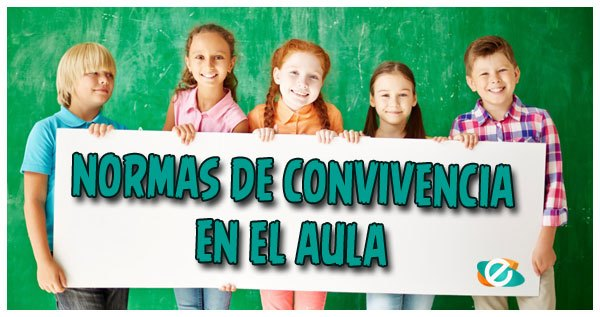 NORMAS DE CONVIVENCIA
EN EL AULA
e